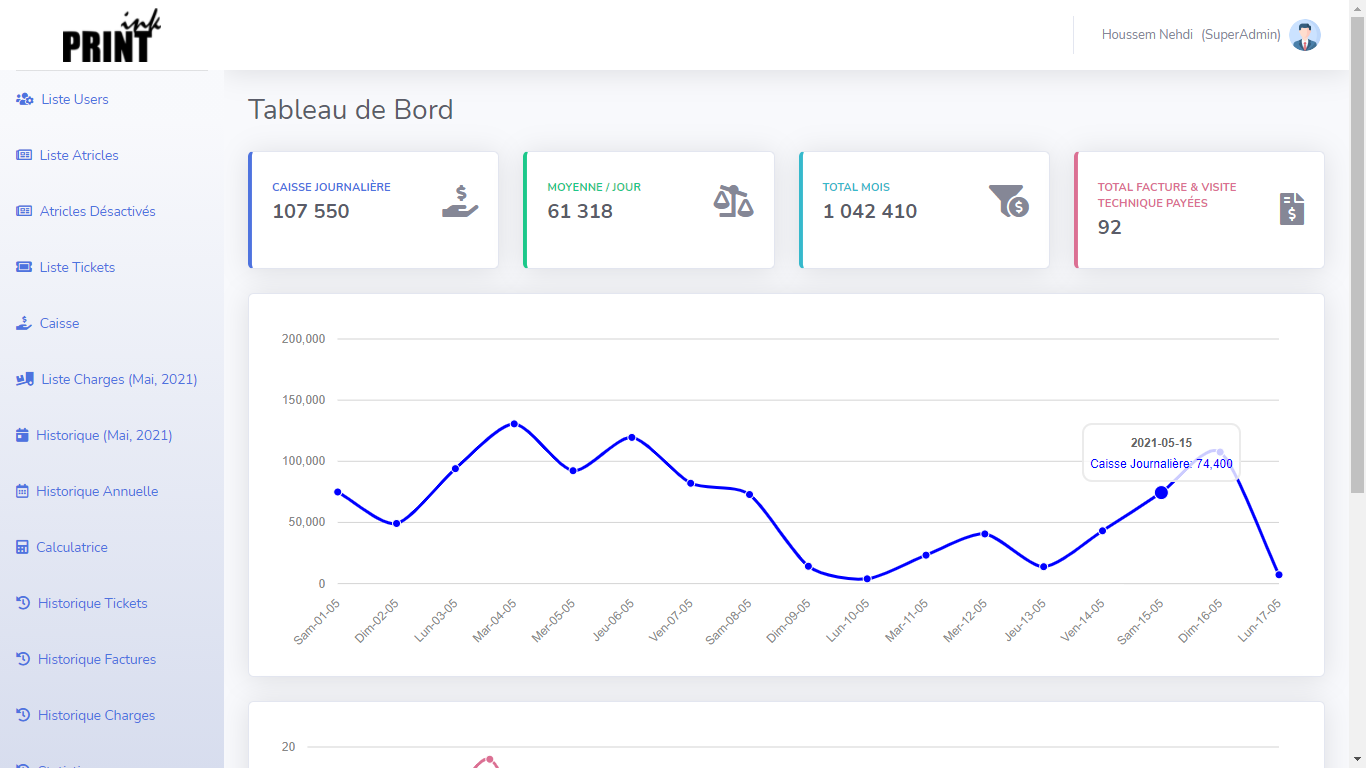 ink
PRINT
Houssem Nehdi (SuperAdmin)
Liste Users
Liste Atricles
Atricles Désactivés
Liste Tickets
Caisse
Liste Charges (Mai, 2021)
Historique (Mai, 2021)
Historique Annuelle
Calculatrice
Historique Tickets
Historique Factures
Historique Charges
Tableau de Bord
CAISSE JOURNALIÈRE
107 550
MOYENNE / JOUR
61 318
TOTAL MOIS
1 042 410
TOTAL FACTURE & VISITE
TECHNIQUE PAYÉES
92
200,000
150,000
100,000
50,000
0
2021-05-15
Caisse Journalière: 74,400
Sam-01-05
Dim-02-05
Lun-03-05
Mar-04-05
Mer-05-05
Jeu-06-05
Ven-07-05
Sam-08-05
Dim-09-05
Lun-10-05
Mar-11-05
Mer-12-05
Jeu-13-05
Ven-14-05
Sam-15-05
Dim-16-05
Lun-17-05
20